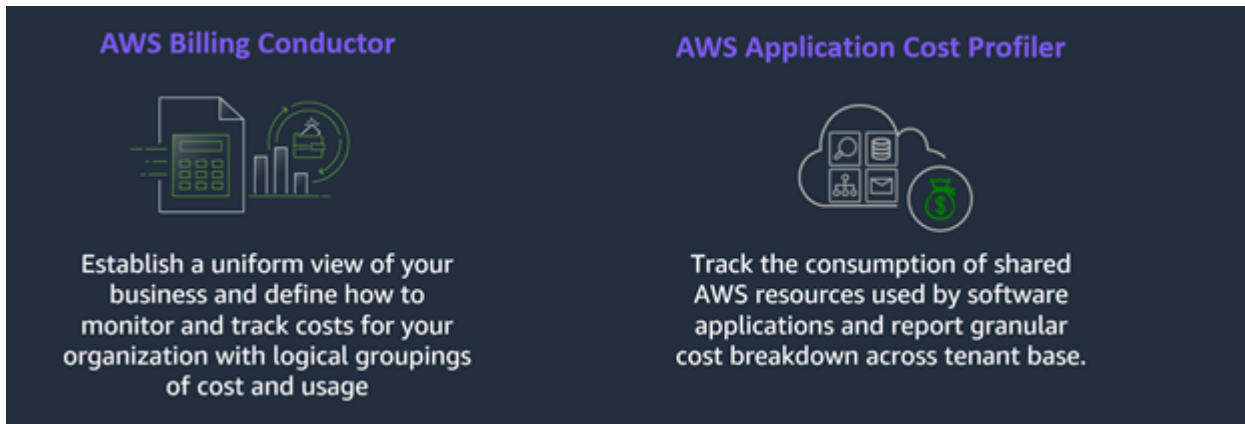 AWS Billing Conductor
Establish a uniform view of your
business and define how to
monitor and track costs for your
organization with logical groupings
of cost and usage
AWS Application Cost Profiler
$
Track the consumption of shared
AWS resources used by software
applications and report granular
cost breakdown across tenant base.